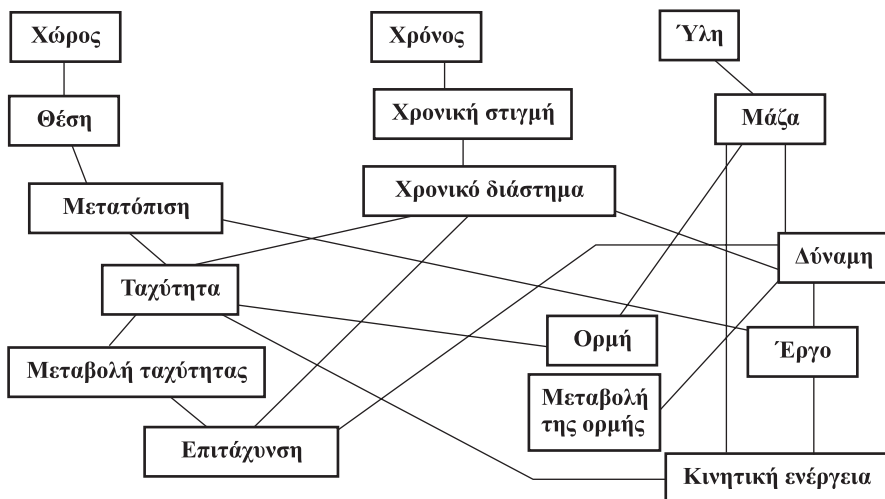 Χώρος
Χρόνος
Ύλη
Θέση
Χρονική στιγμή
Μάζα
Μετατόπιση
Χρονικό διάστημα
Δύναμη
Ταχύτητα
Ορμή
Έργο
Μεταβολή ταχύτητας
Μεταβολή
της ορμής
Επιτάχυνση
Κινητική ενέργεια